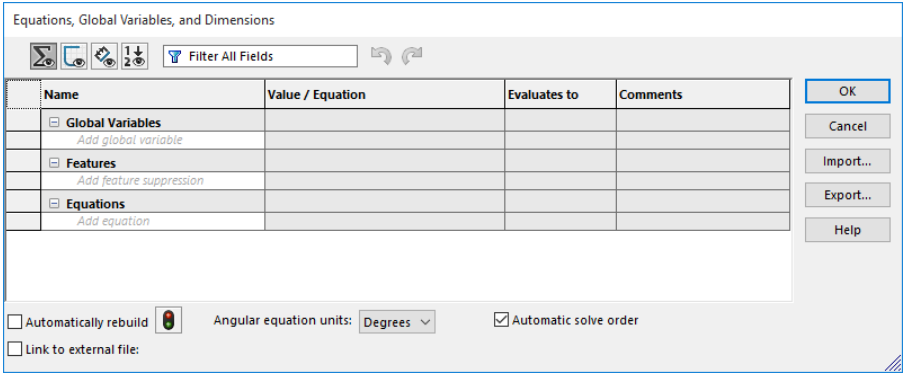 Equations, Global Variables, and Dimensions
Filter All Fields
Name Value / Equation Evaluates to Comments
Global Variables
Add global variable
Features
Add feature suppression
Equations
Add equation
OK
Cancel
Import...
Export...
Help
Automatically rebuild Angular equation units: Degrees Automatic solve order
Link to external file: